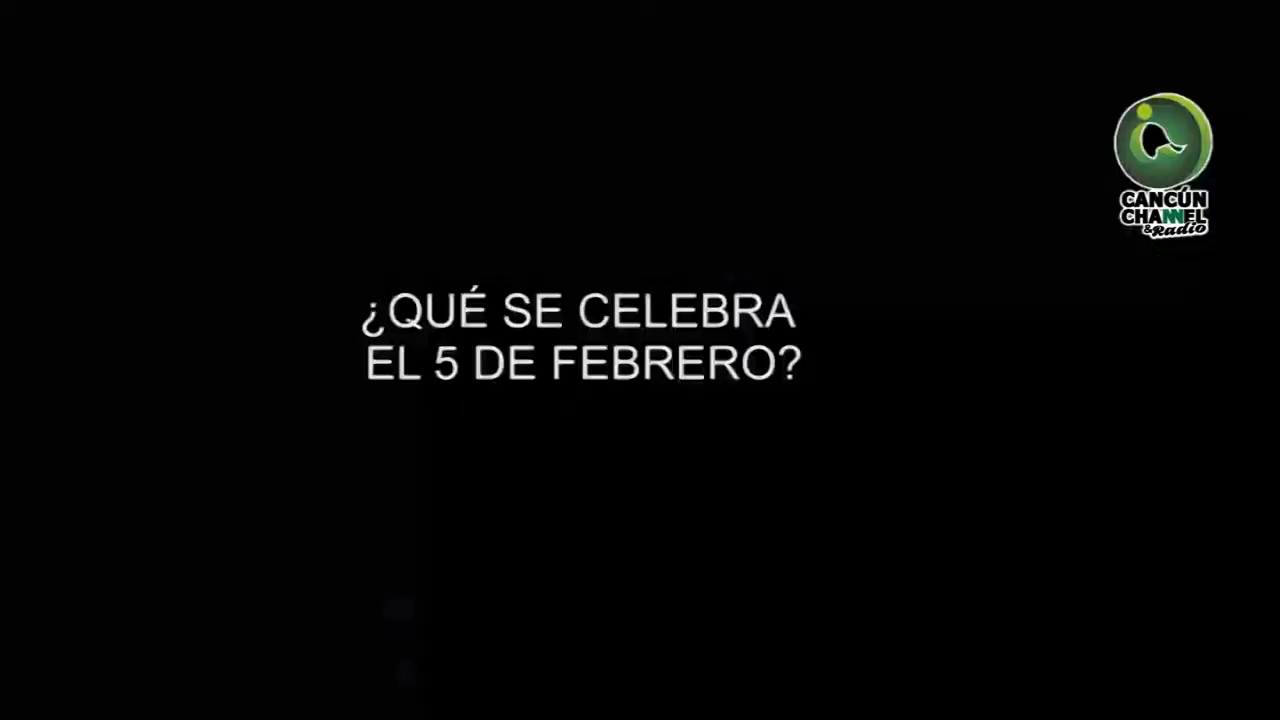 CANCÚN
CHANNEL
&Radio
¿QUÉ SE CELEBRA
EL 5 DE FEBRERO?